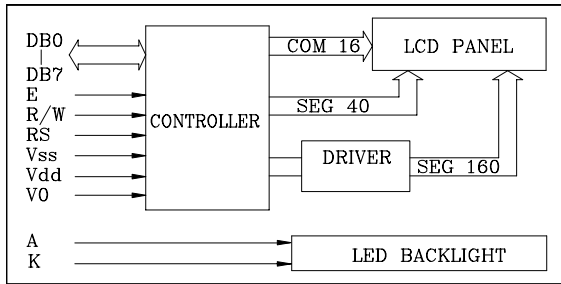 DB0
DB7
E
R/W
RS
Vss
Vdd
V0
A
K
CONTROLLER
COM 16
SEG 40
DRIVER
SEG 160
LCD PANEL
LED BACKLIGHT